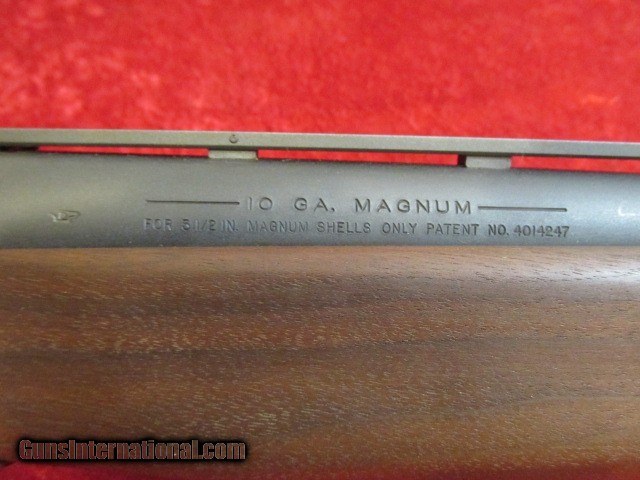 10 GA. MAGNUM
FOR 3 1/2 IN. MAGNUM SHELLS ONLY PATENT NO. 4014247
GunsInternational.com